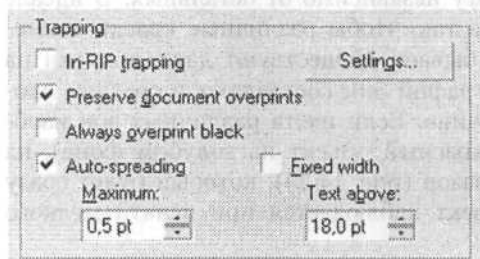 Trapping
In-RIP trapping Settings...
Preserve document overprints
Always overprint black
Auto-spreading Fixed width
Maximum: Text above:
0,5 pt 18,0 pt